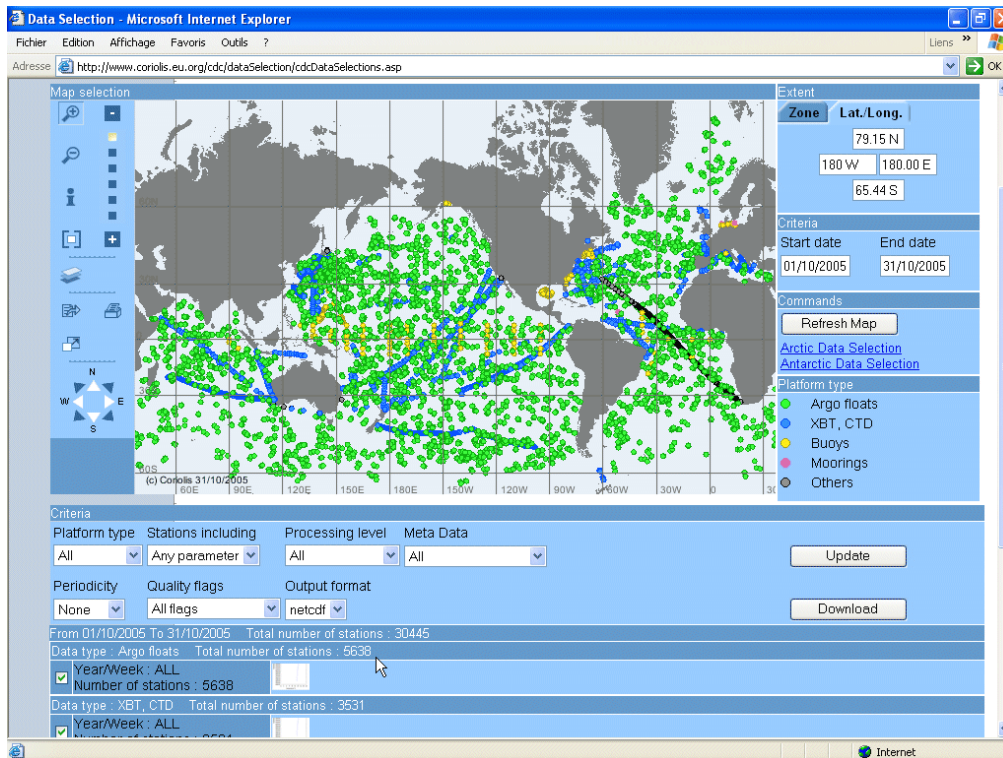 Data Selection - Microsoft Internet Explorer
Fichier Edition Affichage Favoris Outils ?
Liens »
Adresse http://www.coriolis.eu.org/cdc/dataSelection/cdcDataSelections.asp OK
Map selection
Extent
Zone Lat./Long.
79.15 N
180 W 180.00 E
65.44 S
Criteria
Start date End date
01/10/2005 31/10/2005
Commands
Refresh Map
Arctic Data Selection
Antarctic Data Selection
Platform type
Argo floats
XBT, CTD
Buoys
Moorings
Others
N
W E
S
(c) Coriolis 31/10/2005
60E 90E 120E 150E 180E 150W 120W 90W 60W 30W 0
Criteria
Platform type Stations including Processing level Meta Data
All Any parameter All All Update
Periodicity Quality flags Output format
None All flags netcdf Download
From 01/10/2005 To 31/10/2005 Total number of stations : 30445
Data type : Argo floats Total number of stations : 5638
Year/Week : ALL
Number of stations : 5638
Data type : XBT, CTD Total number of stations : 3531
Year/Week : ALL
Internet